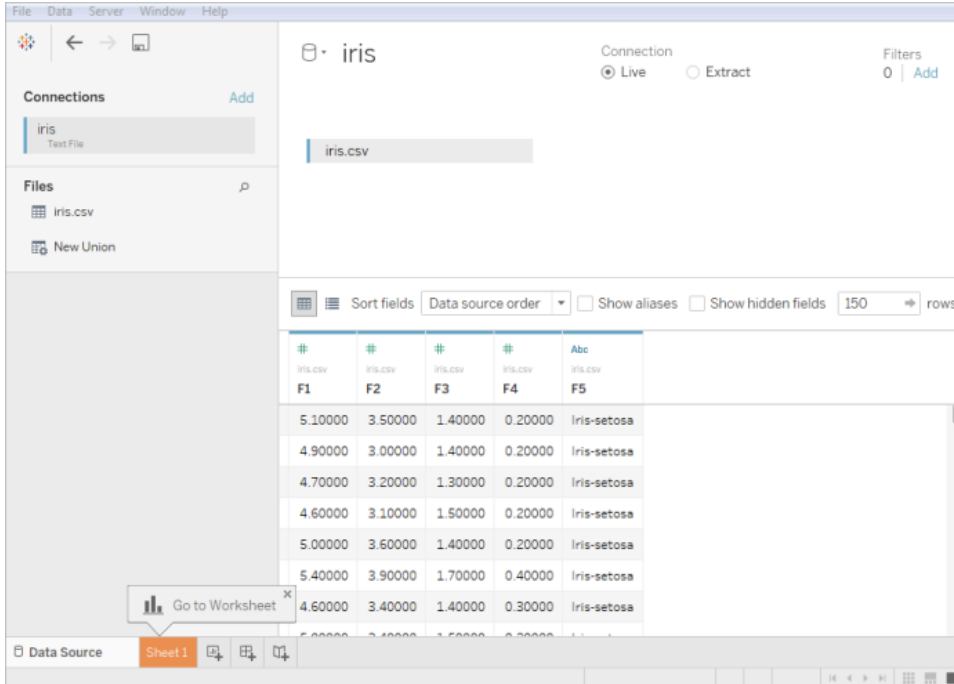 File Data Server Window Help
iris
Connection
Live Extract
Filters
0 Add
Connections Add
iris
Text File
iris.csv
Files
iris.csv
New Union
Sort fields Data source order Show aliases Show hidden fields 150 rows
# # # # Abc
iris.csv iris.csv iris.csv iris.csv iris.csv
F1 F2 F3 F4 F5
5.10000 3.50000 1.40000 0.20000 Iris-setosa
4.90000 3.00000 1.40000 0.20000 Iris-setosa
4.70000 3.20000 1.30000 0.20000 Iris-setosa
4.60000 3.10000 1.50000 0.20000 Iris-setosa
5.00000 3.60000 1.40000 0.20000 Iris-setosa
5.40000 3.90000 1.70000 0.40000 Iris-setosa
4.60000 3.40000 1.40000 0.30000 Iris-setosa
Go to Worksheet
Data Source Sheet 1